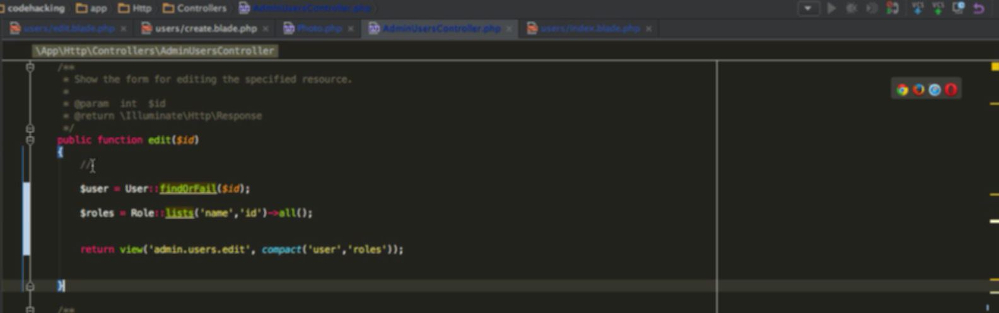 codehacking app Http Controllers AdminUsersController.php
users/edit.blade.php users/create.blade.php Photo.php AdminUsersController.php users/index.blade.php
\App\Http\Controllers\AdminUsersController
/**
* Show the form for editing the specified resource.
*
* @param int $id
* @return \Illuminate\Http\Response
*/
public function edit($id)
{
//
$user = User::findOrFail($id);
$roles = Role::lists('name','id')->all();
return view('admin.users.edit', compact('user','roles'));
}
/**